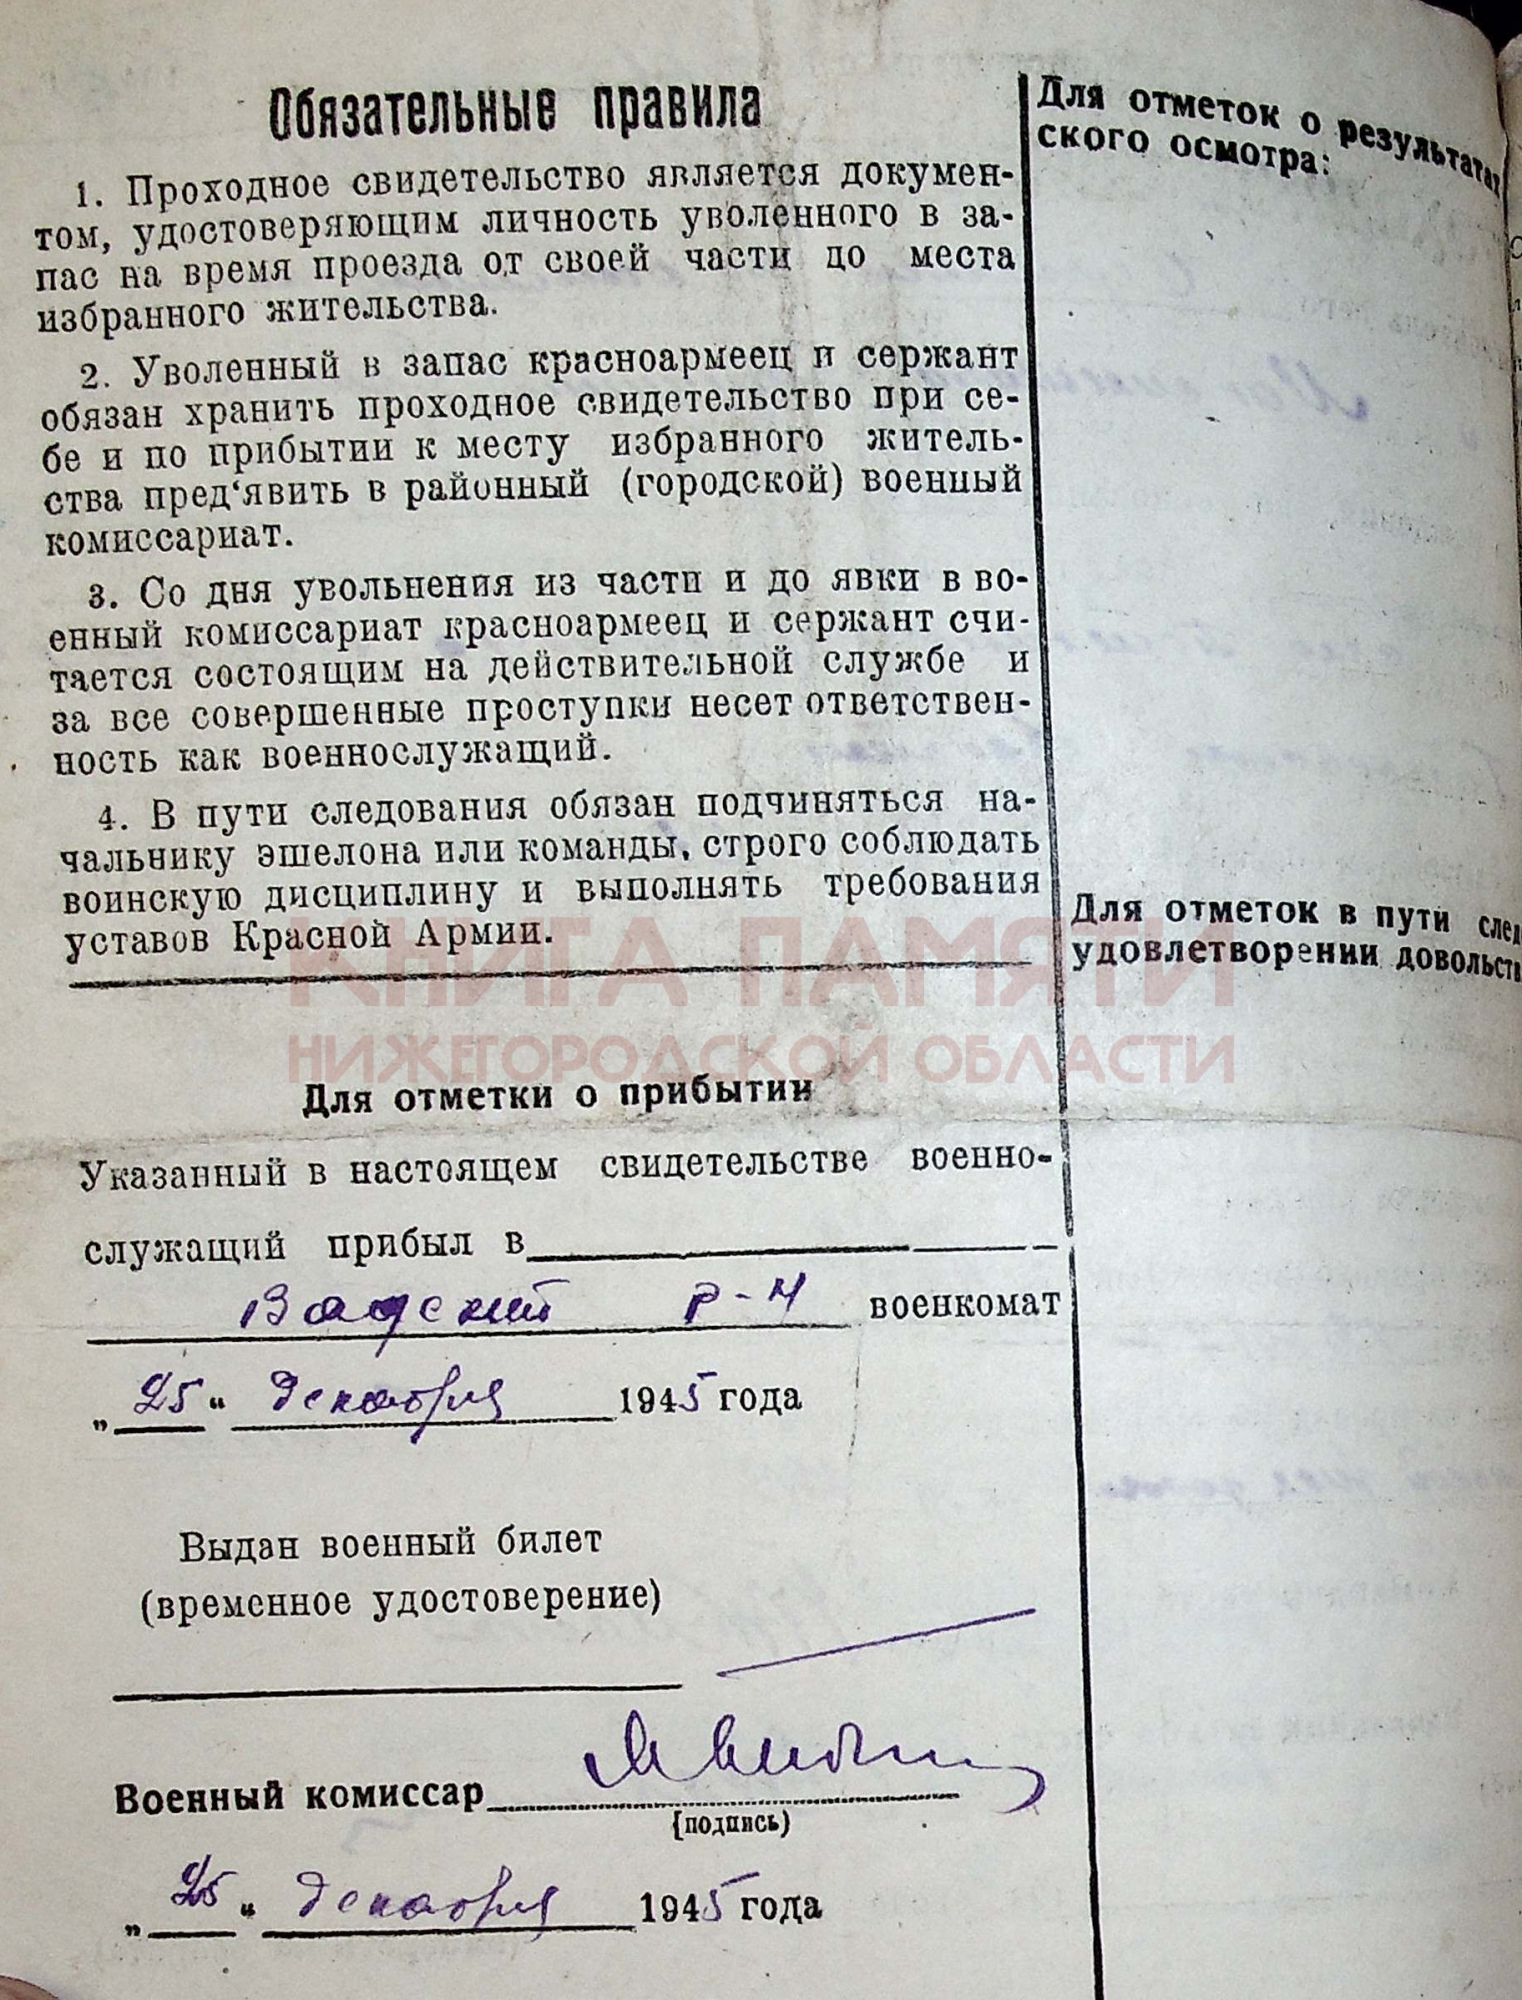 Обязательные правила
1. Проходное свидетельство является докумен-
том, удостоверяющим личность уволенного в за-
пас на время проезда от своей части до места
избранного жительства.
2. Уволенный в запас красноармеец и сержант
обязан хранить проходное свидетельство при се-
бе и по прибытии к месту избранного житель-
ства пред‘явить в районный (городской) военный
комиссариат.
3. Со дня увольнения из части и до явки в во-
енный комиссариат красноармеец и сержант счи-
тается состоящим на действительной службе и
за все совершенные проступки несет ответствен-
ность как военнослужащий.
4. В пути следования обязан подчиняться на-
чальнику эшелона или команды, строго соблюдать
воинскую дисциплину и выполнять требования
уставов Красной Армии.
КНИГА ПАМЯТИ
НИЖЕГОРОДСКОЙ ОБЛАСТИ
Для отметки о прибытии
Указанный в настоящем свидетельстве военно-
служащий прибыл в
Вадский р-н военкомат
„25“ декабря 1945 года
Выдан военный билет
(временное удостоверение)
Военный комиссар
(подпись)
„25“ декабря 1945 года
Для отметок о результатах
ского осмотра:
Для отметок в пути след
удовлетворении довольств